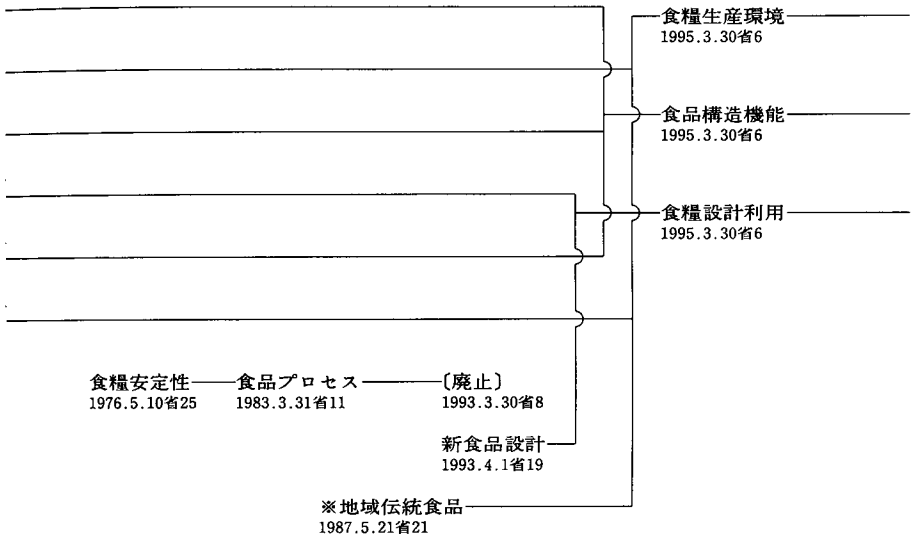 食糧生産環境
1995.3.30省6
食品構造機能
1995.3.30省6
食糧設計利用
1995.3.30省6
食糧安定性 食品プロセス 〔廃止〕
1976.5.10省25 1983.3.31省11 1993.3.30省8
新食品設計
1993.4.1省19
※地域伝統食品
1987.5.21省21